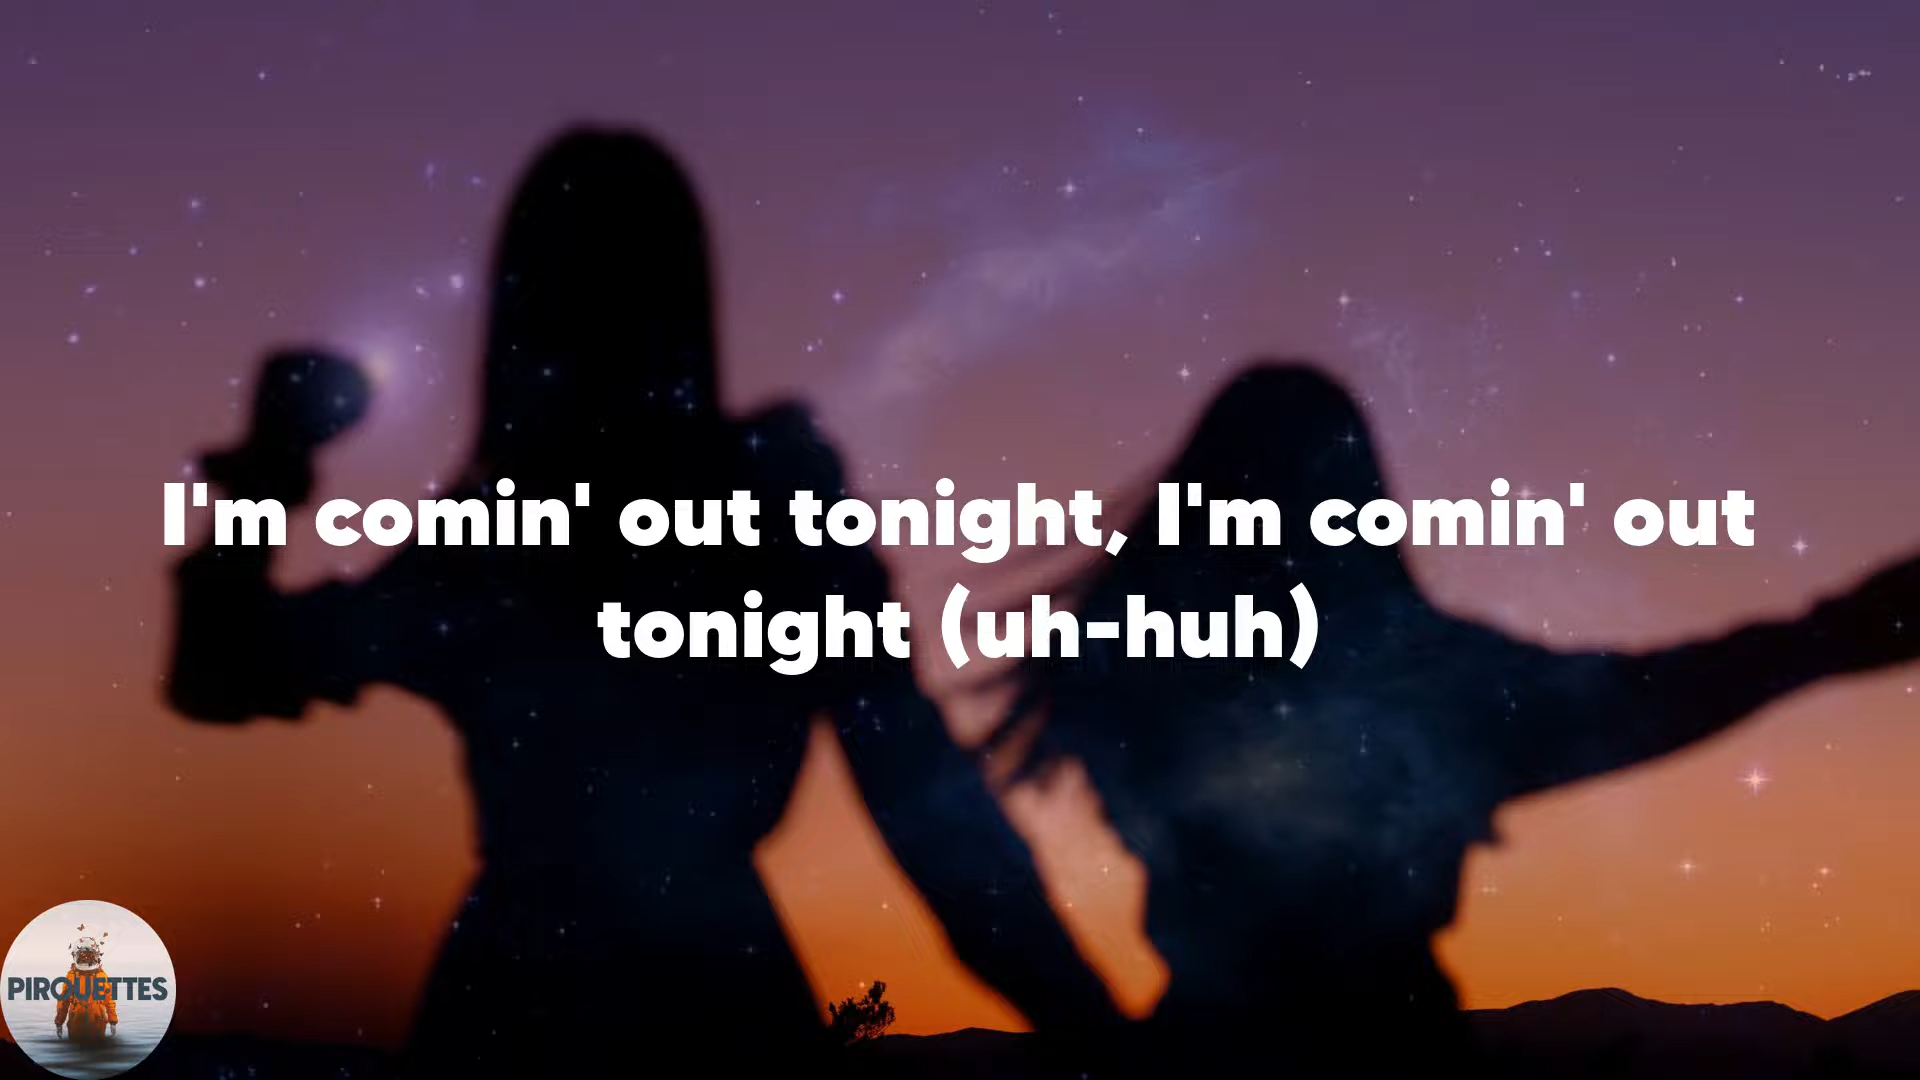 I'm comin' out tonight, I'm comin' out
tonight (uh-huh)
PIROUETTES